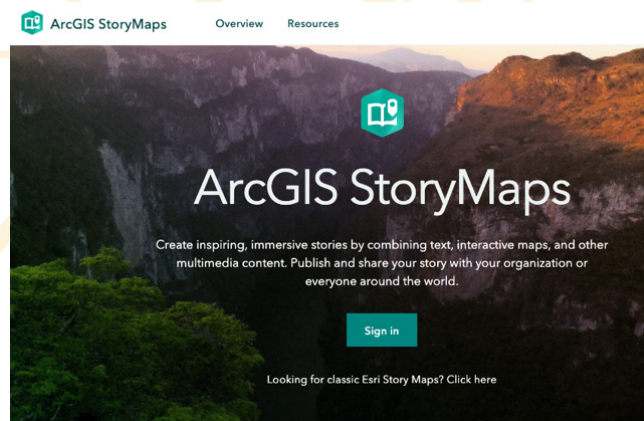 ArcGIS StoryMaps Overview Resources
ArcGIS StoryMaps
Create inspiring, immersive stories by combining text, interactive maps, and other
multimedia content. Publish and share your story with your organization or
everyone around the world.
Sign in
Looking for classic Esri Story Maps? Click here